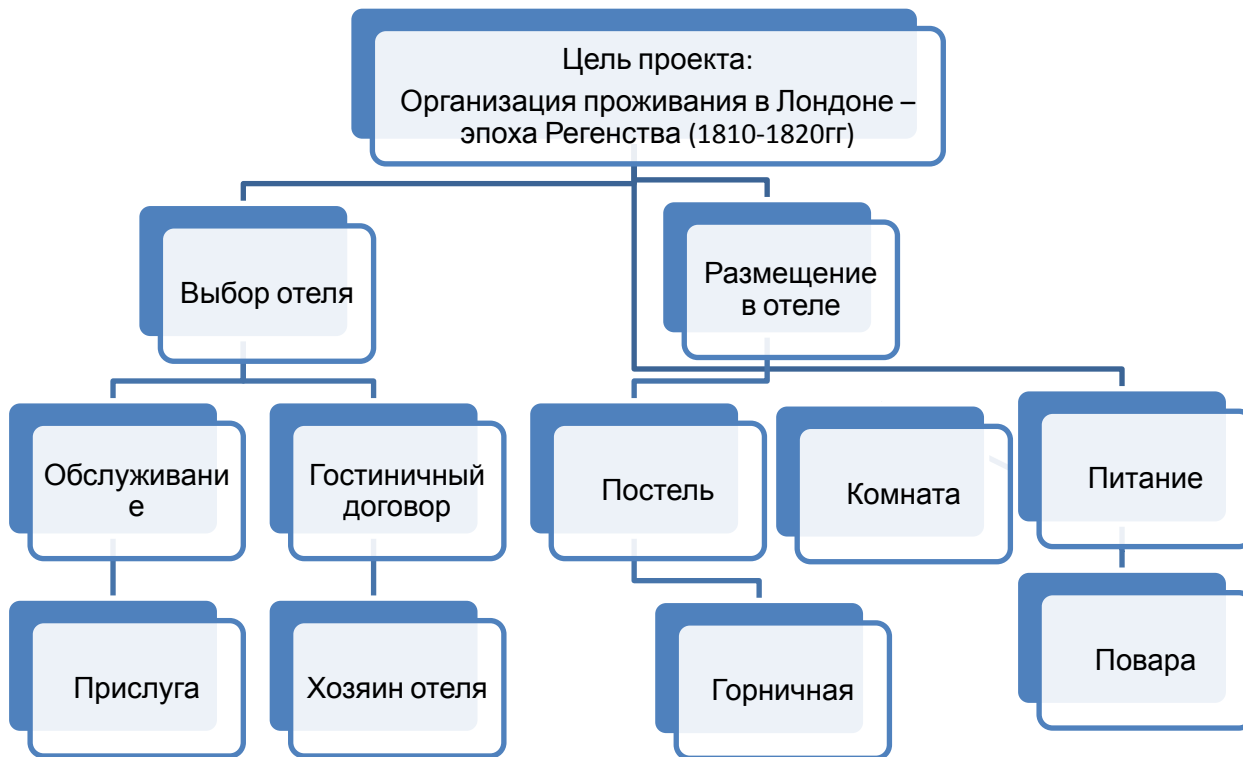 Цель проекта:
Организация проживания в Лондоне –
эпоха Регенства (1810-1820гг)
Выбор отеля
Размещение
в отеле
Обслуживани
е
Гостиничный
договор
Постель
Комната
Питание
Прислуга
Хозяин отеля
Горничная
Повара